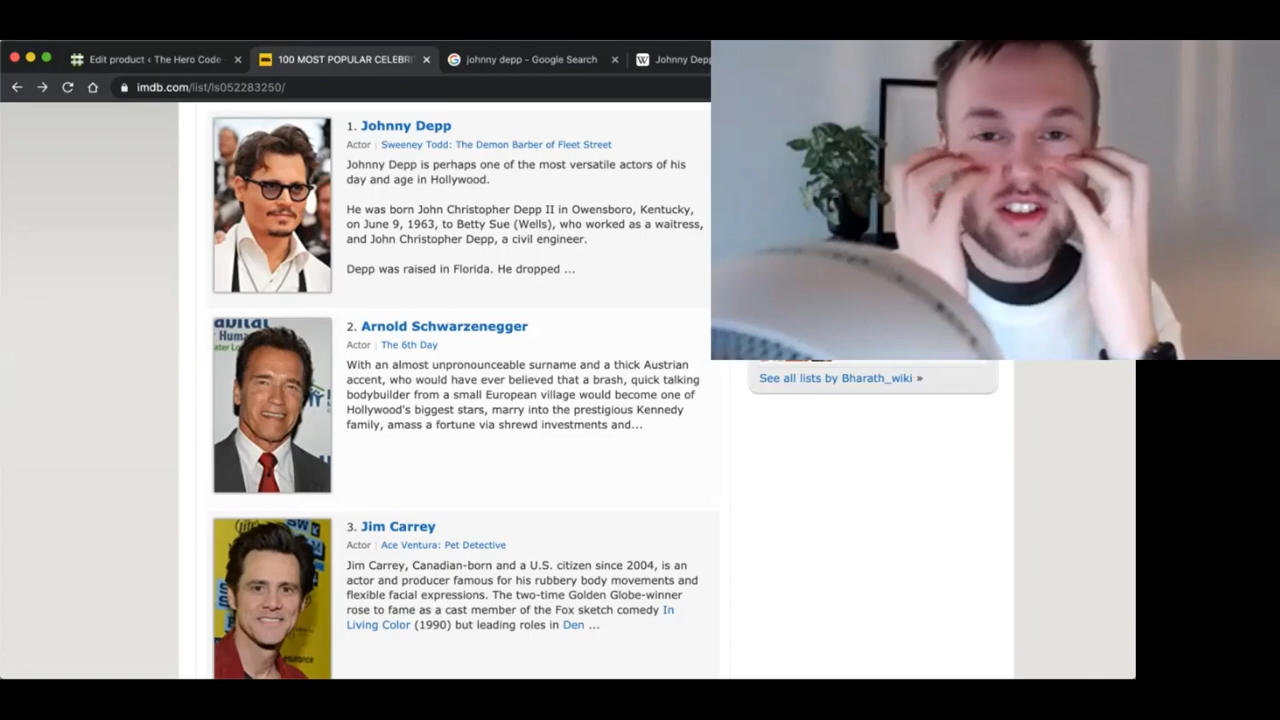 Edit product ‹ The Hero Code
100 MOST POPULAR CELEBRI
johnny depp - Google Search
W Johnny Depp
imdb.com/list/ls052283250/
1. Johnny Depp
Actor | Sweeney Todd: The Demon Barber of Fleet Street
Johnny Depp is perhaps one of the most versatile actors of his
day and age in Hollywood.
He was born John Christopher Depp II in Owensboro, Kentucky,
on June 9, 1963, to Betty Sue (Wells), who worked as a waitress,
and John Christopher Depp, a civil engineer.
Depp was raised in Florida. He dropped ...
2. Arnold Schwarzenegger
Actor | The 6th Day
With an almost unpronounceable surname and a thick Austrian
accent, who would have ever believed that a brash, quick talking
bodybuilder from a small European village would become one of
Hollywood's biggest stars, marry into the prestigious Kennedy
family, amass a fortune via shrewd investments and...
See all lists by Bharath_wiki »
3. Jim Carrey
Actor | Ace Ventura: Pet Detective
Jim Carrey, Canadian-born and a U.S. citizen since 2004, is an
actor and producer famous for his rubbery body movements and
flexible facial expressions. The two-time Golden Globe-winner
rose to fame as a cast member of the Fox sketch comedy In
Living Color (1990) but leading roles in Den ...